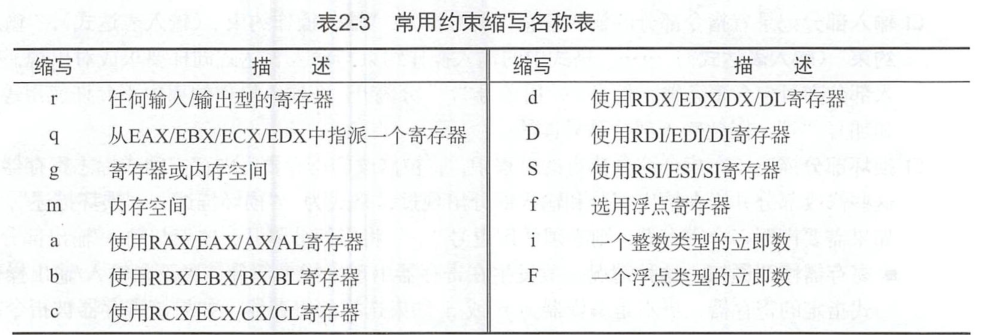 表2-3 常用约束缩写名称表
缩写 描 述 缩写 描 述
r 任何输入/输出型的寄存器 d 使用RDX/EDX/DX/DL寄存器
q 从EAX/EBX/ECX/EDX中指派一个寄存器 D 使用RDI/EDI/DI寄存器
g 寄存器或内存空间 S 使用RSI/ESI/SI寄存器
m 内存空间 f 选用浮点寄存器
a 使用RAX/EAX/AX/AL寄存器 i 一个整数类型的立即数
b 使用RBX/EBX/BX/BL寄存器 F 一个浮点类型的立即数
c 使用RCX/ECX/CX/CL寄存器